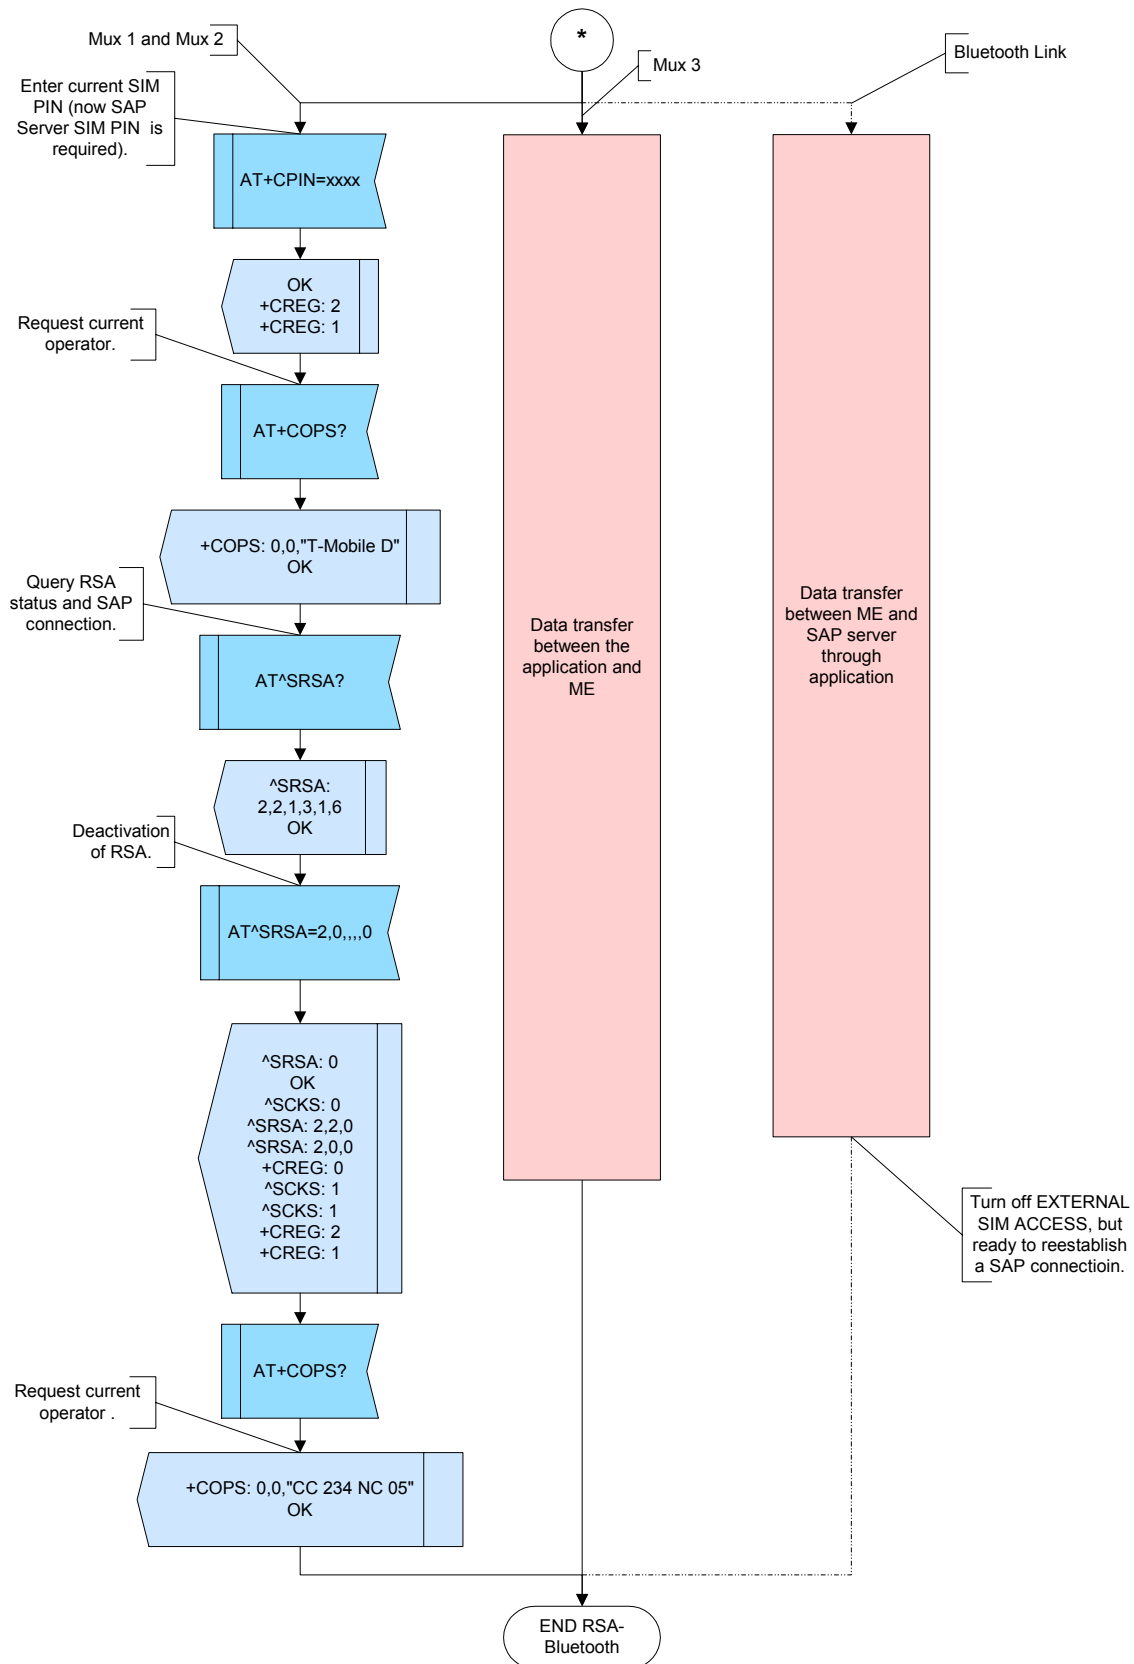 *
Mux 1 and Mux 2
Mux 3
Bluetooth Link
Enter current SIM
PIN (now SAP
Server SIM PIN is
required).
AT+CPIN=xxxx
OK
+CREG: 2
+CREG: 1
Request current
operator.
AT+COPS?
+COPS: 0,0,"T-Mobile D"
OK
Query RSA
status and SAP
connection.
AT^SRSA?
^SRSA:
2,2,1,3,1,6
OK
Deactivation
of RSA.
AT^SRSA=2,0,,,,0
^SRSA: 0
OK
^SCKS: 0
^SRSA: 2,2,0
^SRSA: 2,0,0
+CREG: 0
^SCKS: 1
^SCKS: 1
+CREG: 2
+CREG: 1
AT+COPS?
Request current
operator .
+COPS: 0,0,"CC 234 NC 05"
OK
Data transfer
between the
application and
ME
Data transfer
between ME and
SAP server
through
application
Turn off EXTERNAL
SIM ACCESS, but
ready to reestablish
a SAP connectioin.
END RSA-
Bluetooth